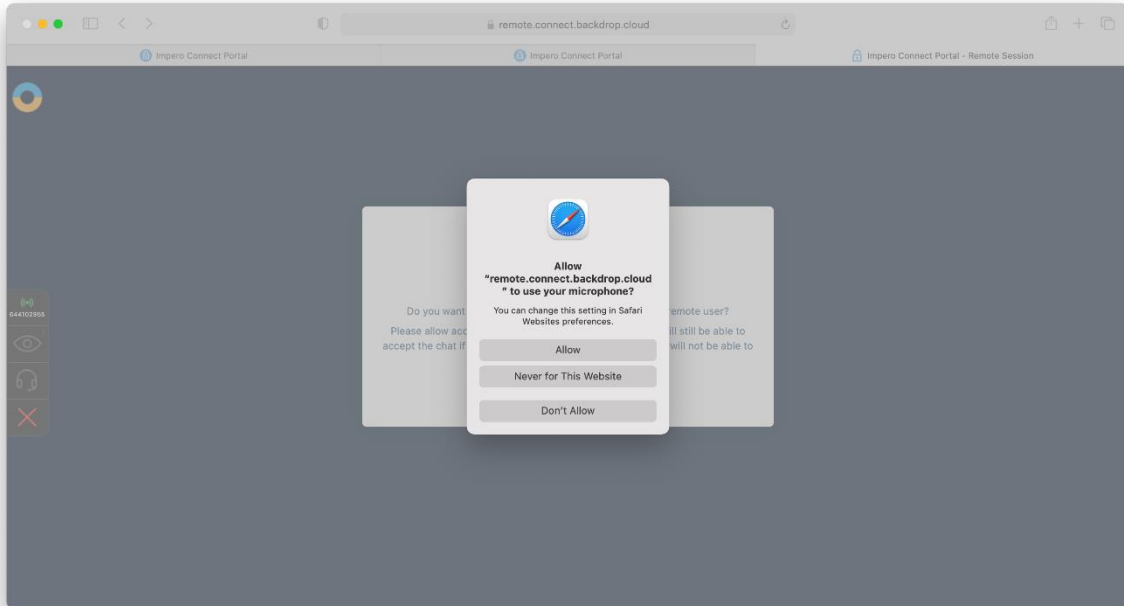 remote.connect.backdrop.cloud
Impero Connect Portal
Impero Connect Portal
Impero Connect Portal - Remote Session
Allow
"remote.connect.backdrop.cloud
" to use your microphone?
You can change this setting in Safari
Websites preferences.
Do you want
emote user?
Please allow acc
ill still be able to
accept the chat if
will not be able to
Allow
Never for This Website
Don't Allow
644102955